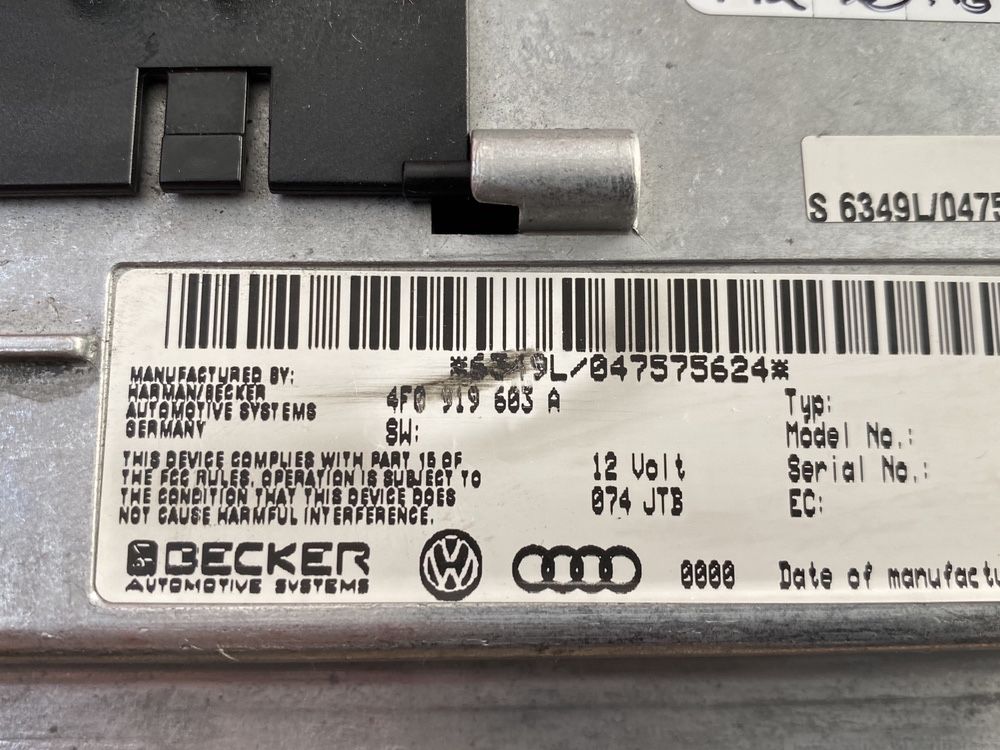 S 6349L/0475
*6349L/047575624*
MANUFACTURED BY:
HARMAN/BECKER
AUTOMOTIVE SYSTEMS
GERMANY
4F0 919 603 A
SW:
Typ:
Model No.:
Serial No.:
EC:
THIS DEVICE COMPLIES WITH PART 15 OF
THE FCC RULES. OPERATION IS SUBJECT TO
THE CONDITION THAT THIS DEVICE DOES
NOT CAUSE HARMFUL INTERFERENCE.
12 Volt
074 JTB
BECKER
AUTOMOTIVE SYSTEMS
VW
0000
Date of manufactu